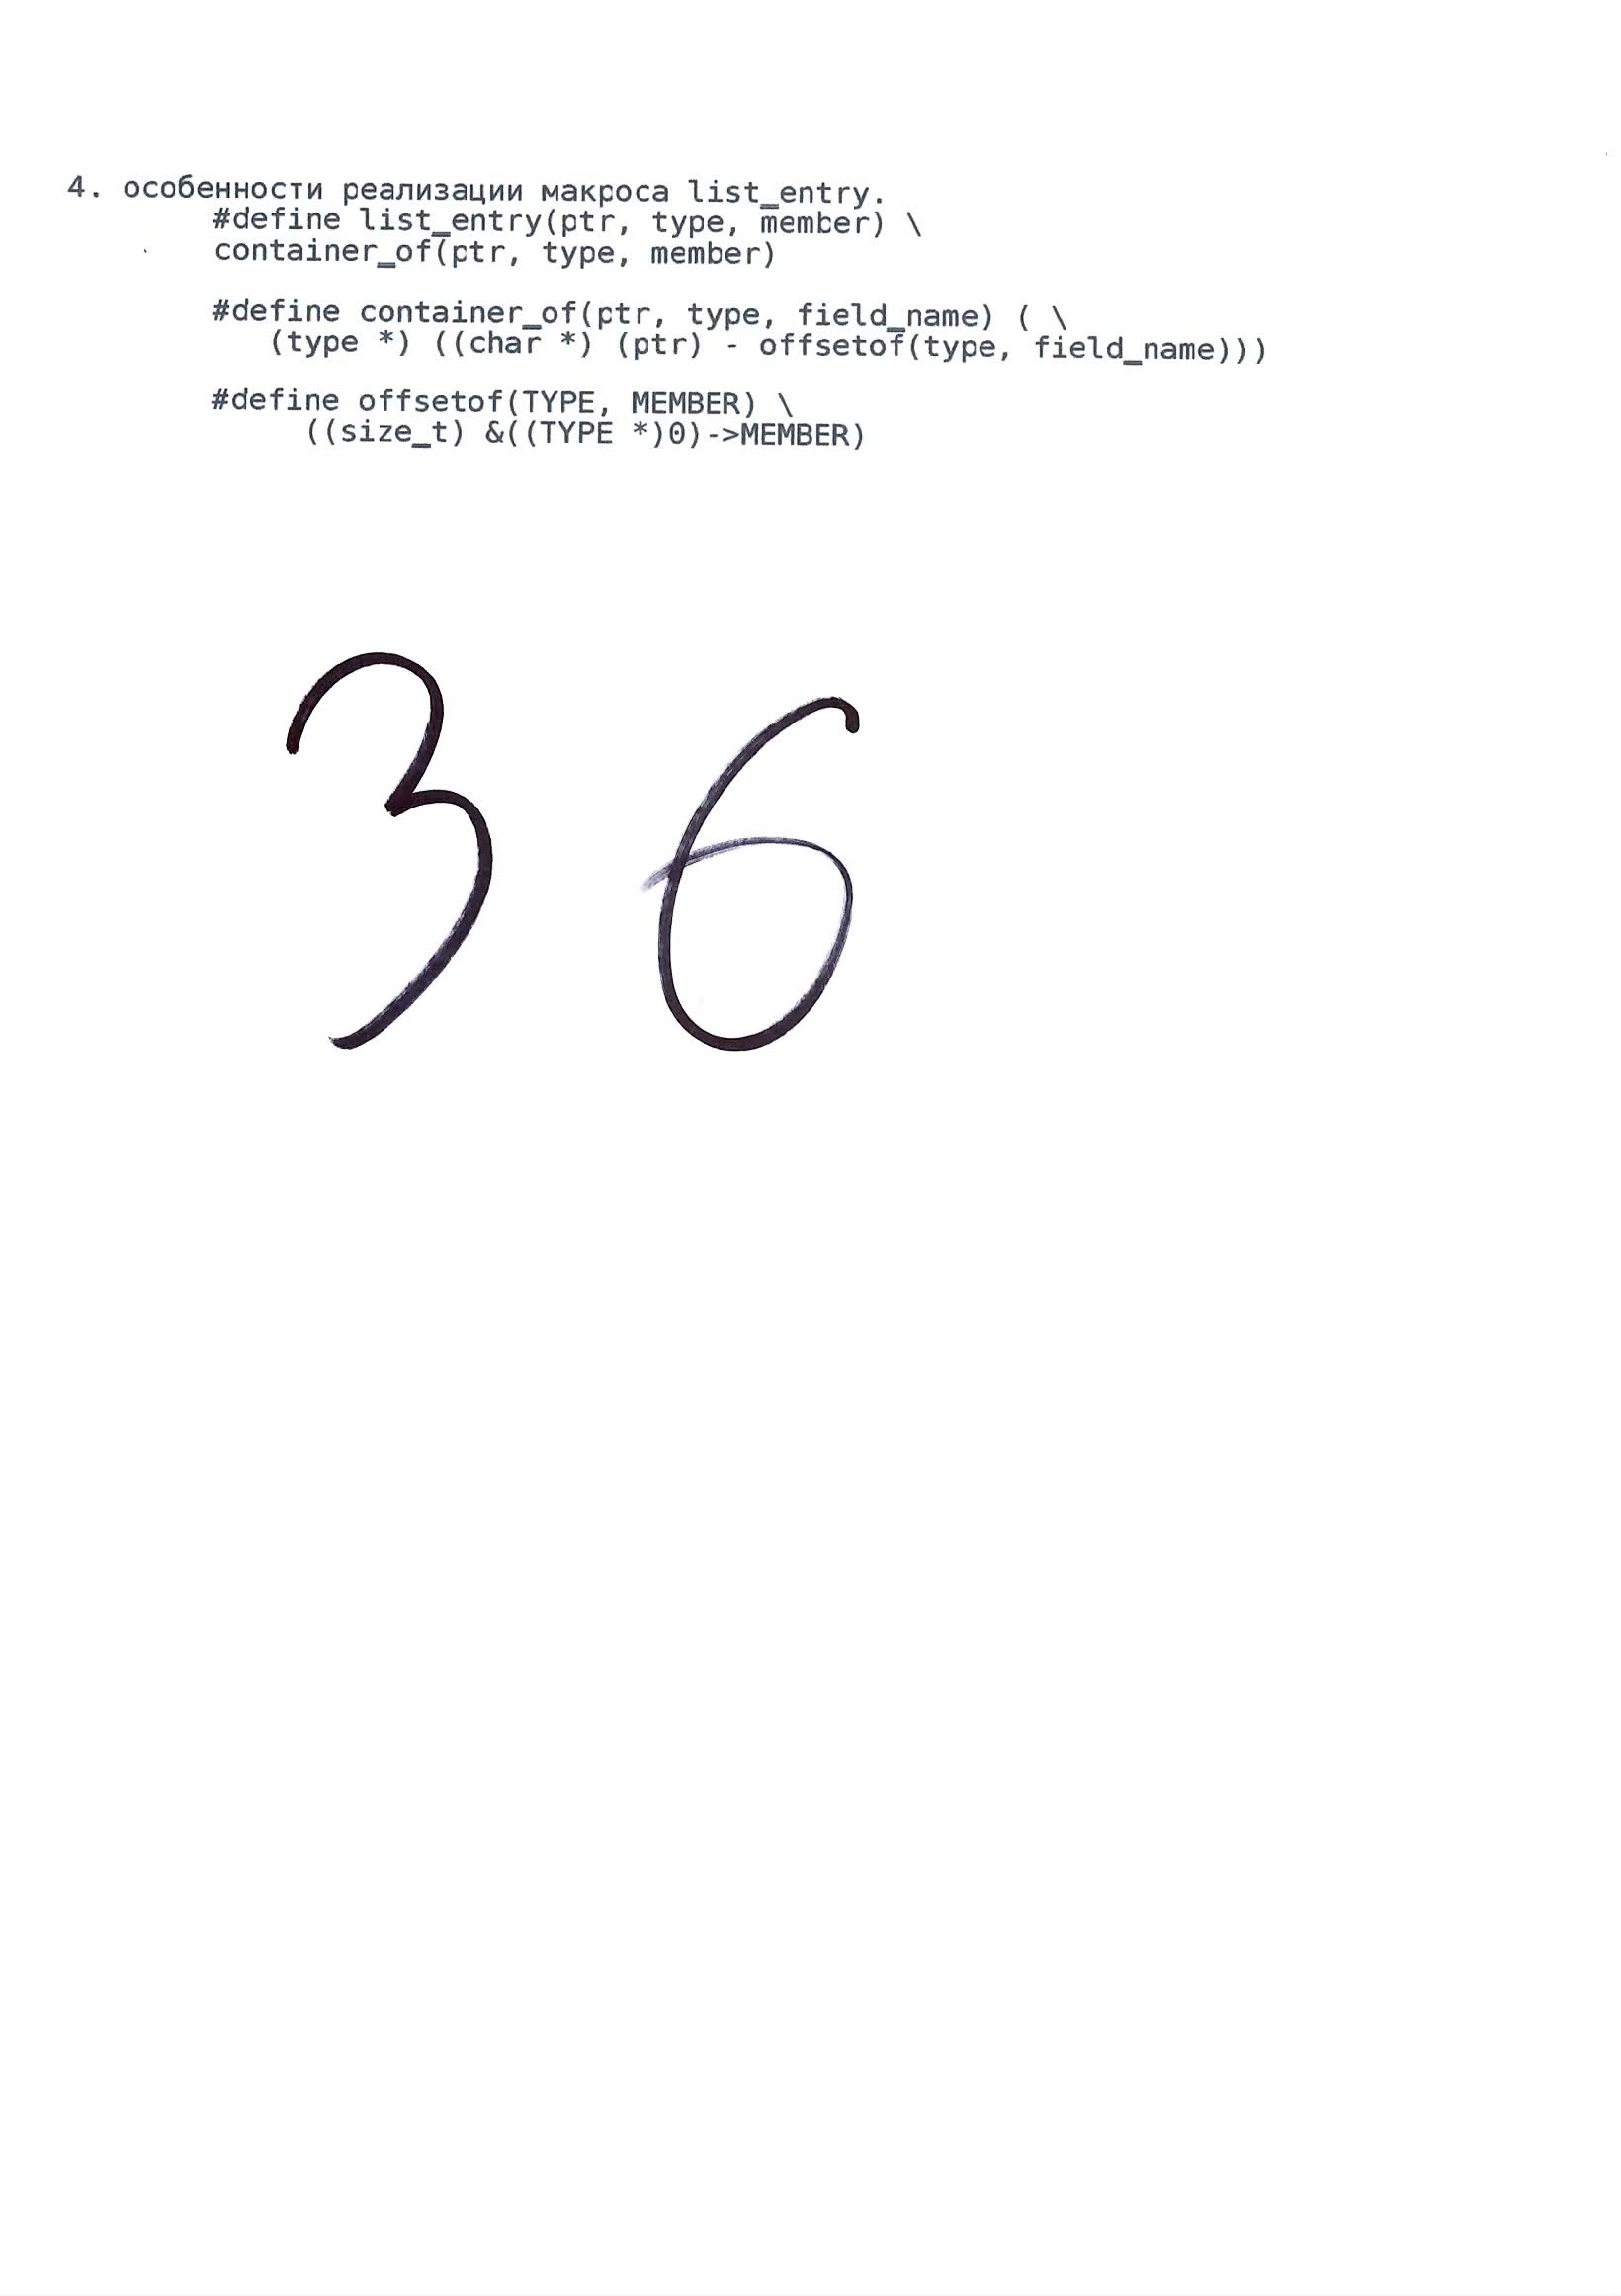 4. особенности реализации макроса list_entry.
#define list_entry(ptr, type, member) \
container_of(ptr, type, member)
#define container_of(ptr, type, field_name) ( \
(type *) ((char *) (ptr) - offsetof(type, field_name)))
#define offsetof(TYPE, MEMBER) \
((size_t) &((TYPE *)0)->MEMBER)
36